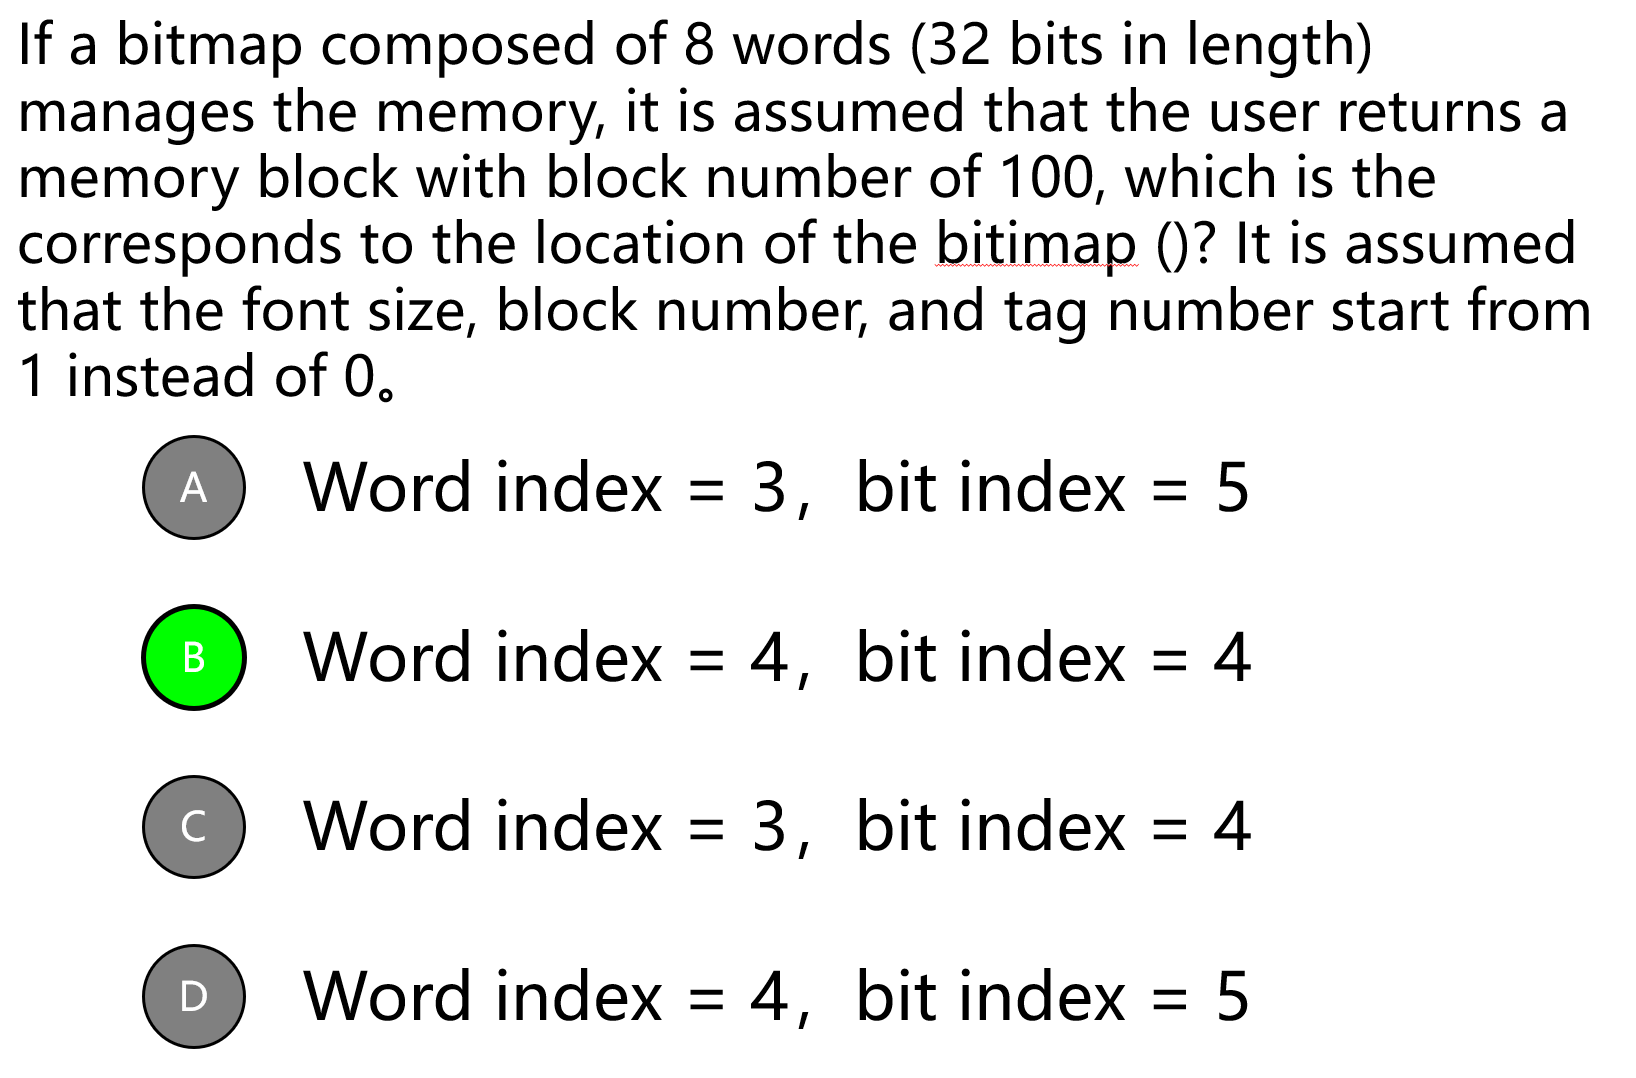 If a bitmap composed of 8 words (32 bits in length)
manages the memory, it is assumed that the user returns a
memory block with block number of 100, which is the
corresponds to the location of the bitimap ()? It is assumed
that the font size, block number, and tag number start from
1 instead of 0。
A Word index = 3，bit index = 5
B Word index = 4，bit index = 4
C Word index = 3，bit index = 4
D Word index = 4，bit index = 5